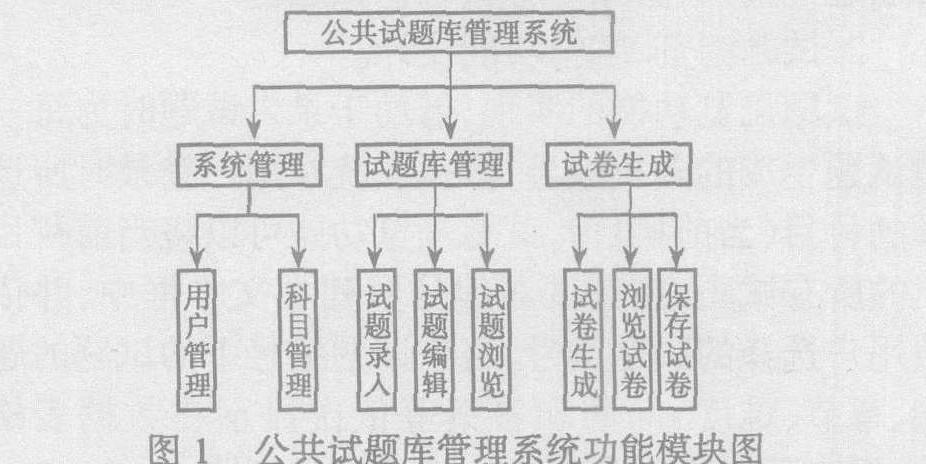 公共试题库管理系统
系统管理
试题库管理
试卷生成
用户管理
科目管理
试题录入
试题编辑
试题浏览
试卷生成
浏览试卷
保存试卷
图 1 公共试题库管理系统功能模块图